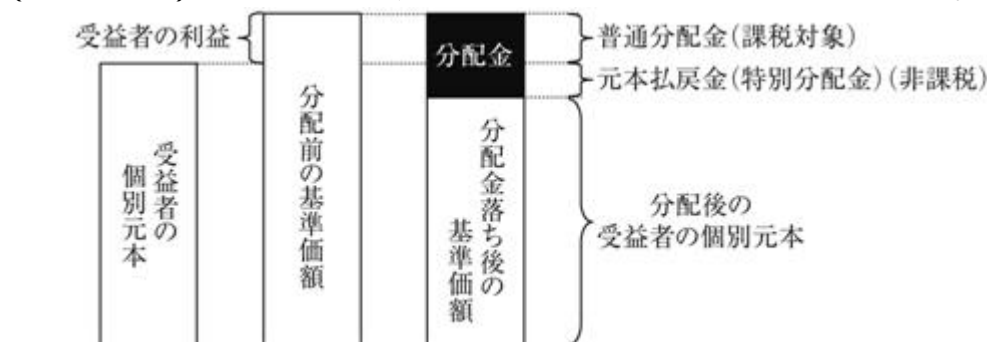 受益者の利益
分配金
普通分配金(課税対象)
元本払戻金(特別分配金)(非課税)
受益者の
個別元本
分配前の基準価額
分配金落ち後の
基準価額
分配後の
受益者の個別元本